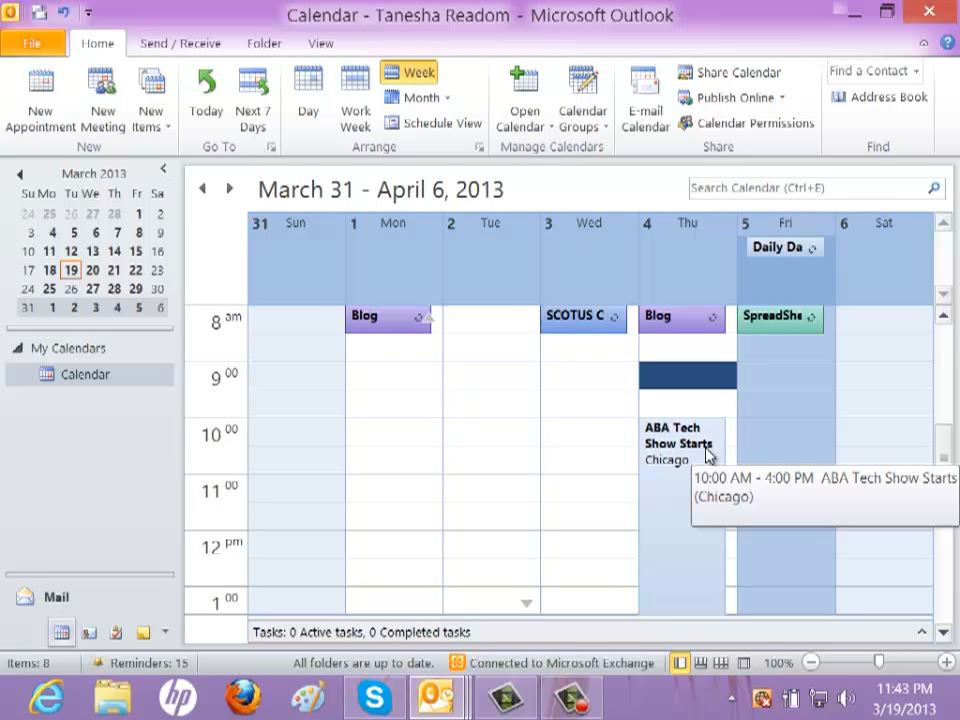 Calendar - Tanesha Readom - Microsoft Outlook
File Home Send / Receive Folder View
New Appointment
New Meeting
New Items
New
Today
Next 7 Days
Go To
Day
Work Week
Week
Month
Schedule View
Arrange
Open Calendar
Calendar Groups
Manage Calendars
E-mail Calendar
Share Calendar
Publish Online
Calendar Permissions
Share
Find a Contact
Address Book
Find
March 2013
Su Mo Tu We Th Fr Sa
24 25 26 27 28 1 2
3 4 5 6 7 8 9
10 11 12 13 14 15 16
17 18 19 20 21 22 23
24 25 26 27 28 29 30
31 1 2 3 4 5 6
My Calendars
Calendar
Mail
March 31 - April 6, 2013
Search Calendar (Ctrl+E)
31 Sun 1 Mon 2 Tue 3 Wed 4 Thu 5 Fri 6 Sat
Daily Da
8 am
Blog
SCOTUS C
Blog
SpreadShe
9 00
10 00
ABA Tech
Show Starts
Chicago
10:00 AM - 4:00 PM ABA Tech Show Starts
(Chicago)
11 00
12 pm
1 00
Tasks: 0 Active tasks, 0 Completed tasks
Items: 8 Reminders: 15 All folders are up to date. Connected to Microsoft Exchange 100%
11:43 PM
3/19/2013